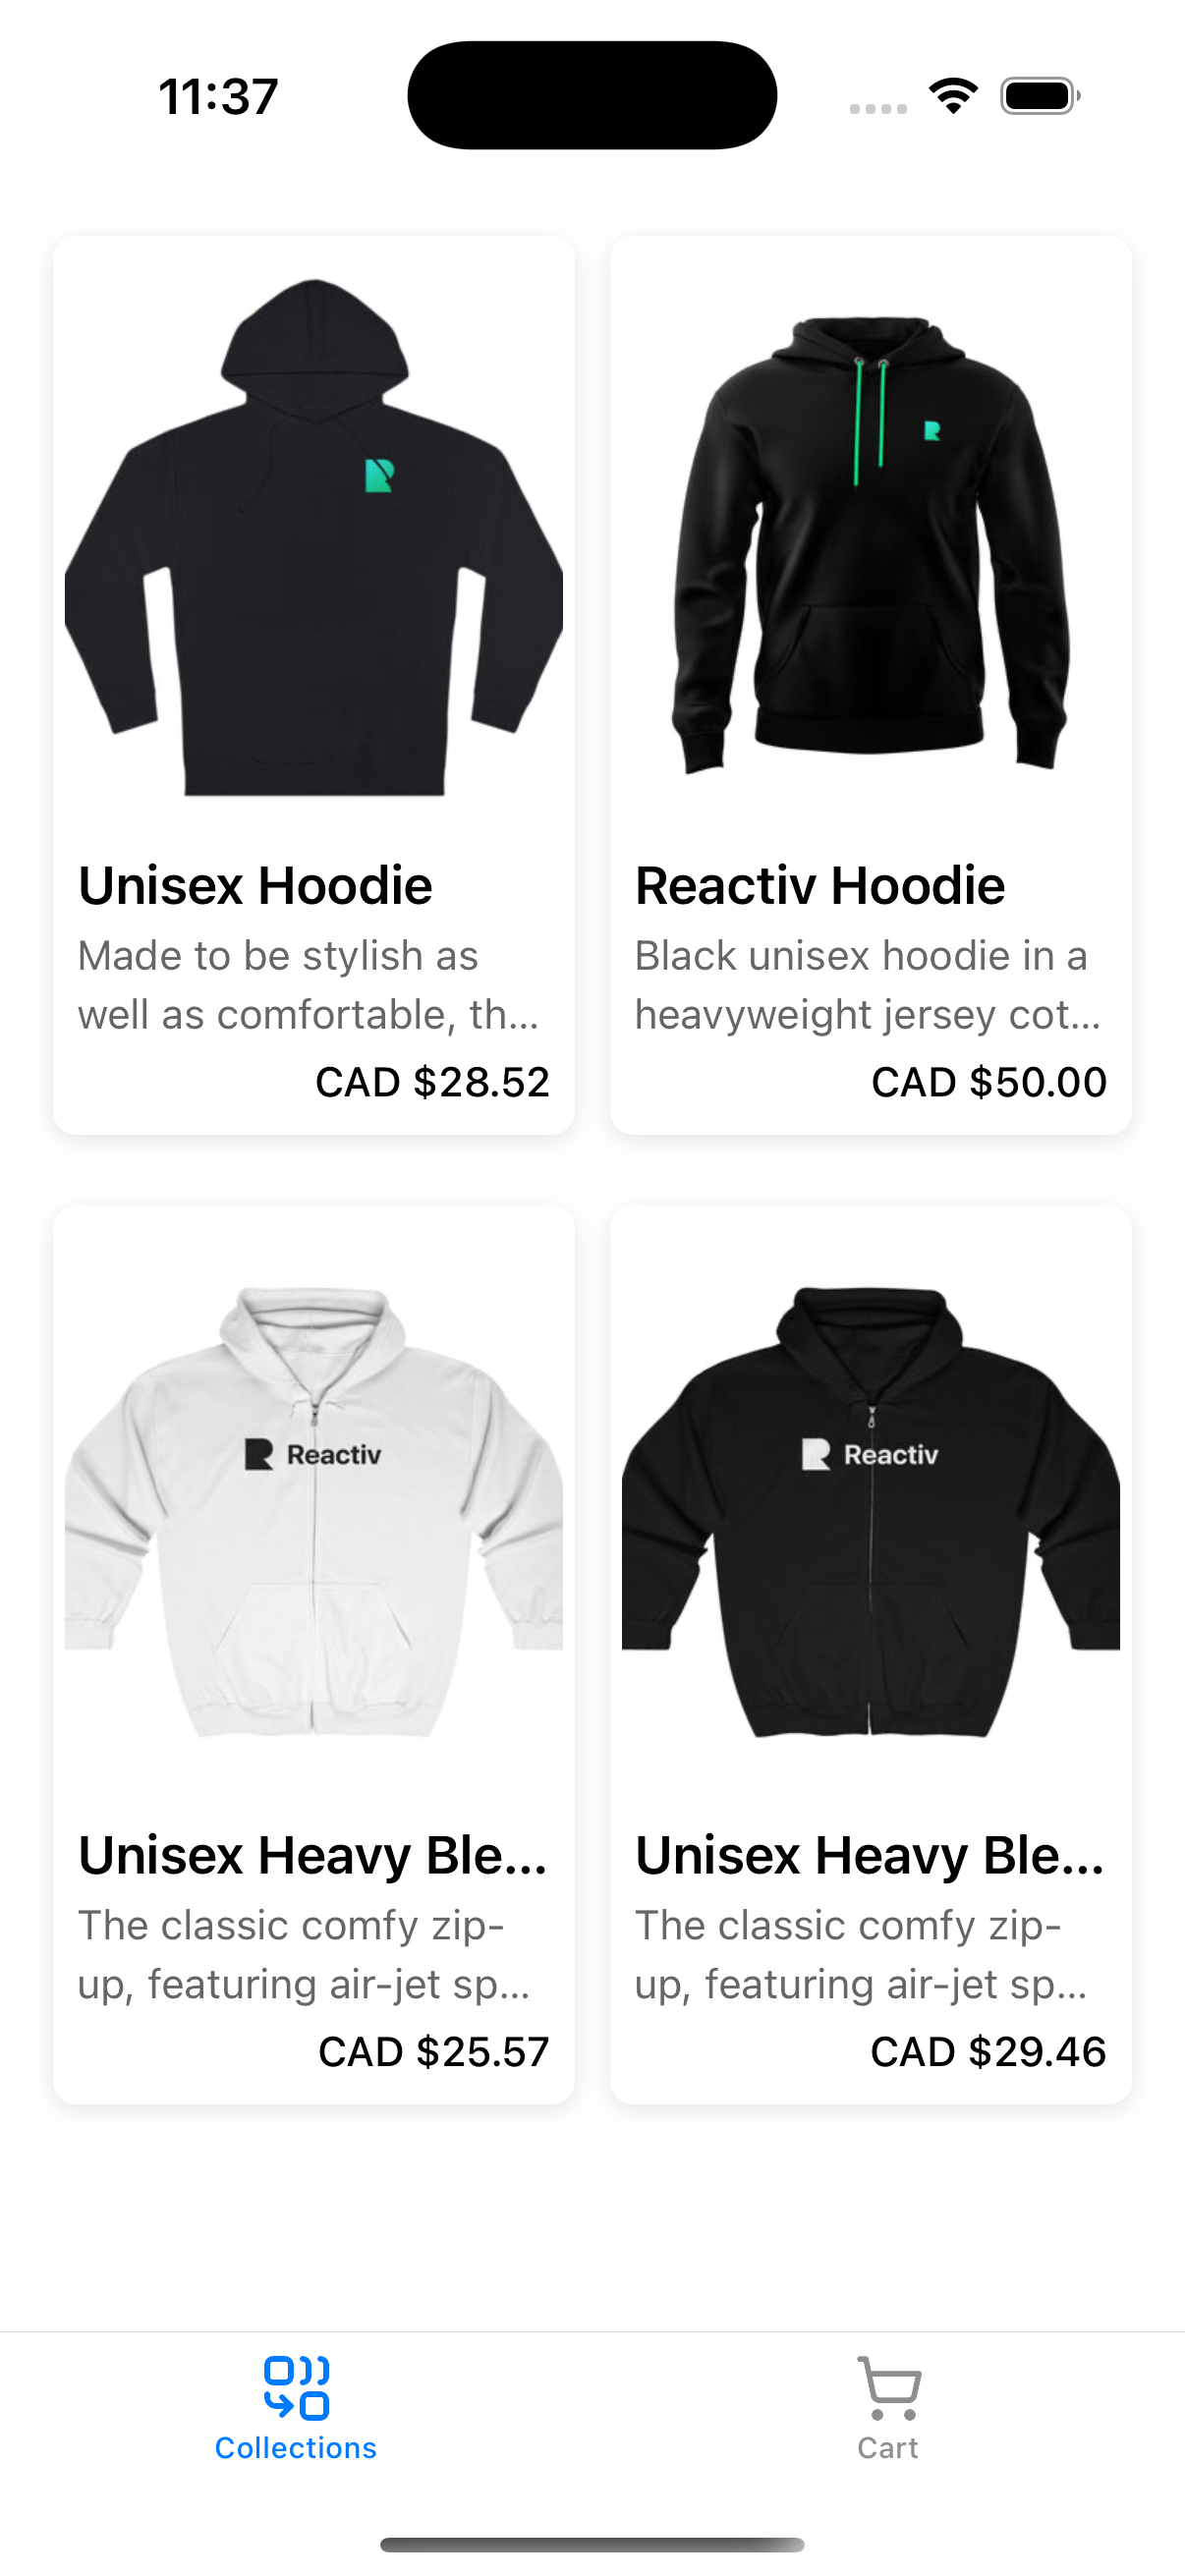 11:37
Unisex Hoodie
Made to be stylish as
well as comfortable, th...
CAD $28.52
Reactiv Hoodie
Black unisex hoodie in a
heavyweight jersey cot...
CAD $50.00
Reactiv
Unisex Heavy Ble...
The classic comfy zip-
up, featuring air-jet sp...
CAD $25.57
Reactiv
Unisex Heavy Ble...
The classic comfy zip-
up, featuring air-jet sp...
CAD $29.46
Collections
Cart